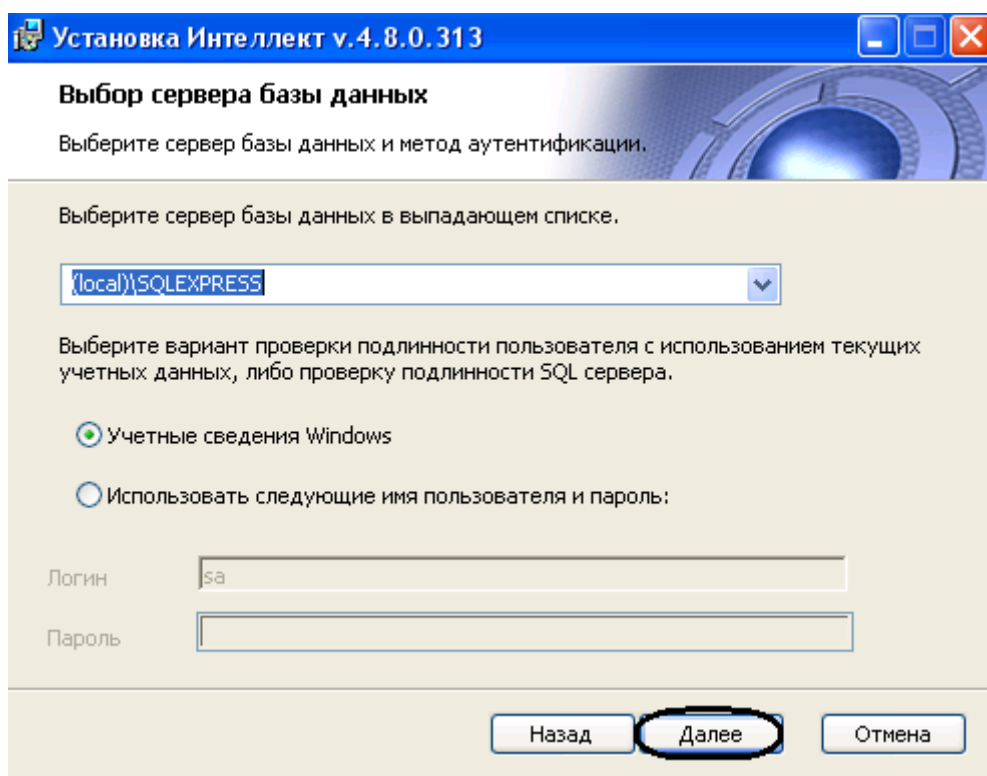 Установка Интеллект v.4.8.0.313
Выбор сервера базы данных
Выберите сервер базы данных и метод аутентификации.
Выберите сервер базы данных в выпадающем списке.
(local)\SQLEXPRESS
Выберите вариант проверки подлинности пользователя с использованием текущих
учетных данных, либо проверку подлинности SQL сервера.
Учетные сведения Windows
Использовать следующие имя пользователя и пароль:
Логин sa
Пароль
Назад Далее Отмена